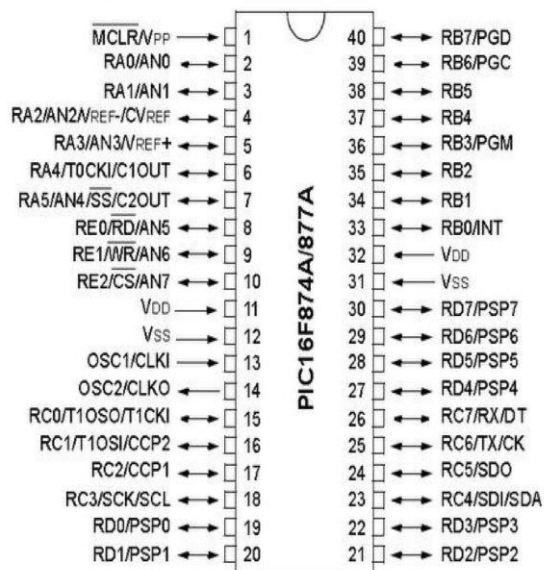 MCLR/VPP 1 40 RB7/PGD
RA0/AN0 2 39 RB6/PGC
RA1/AN1 3 38 RB5
RA2/AN2/VREF-/CVREF 4 37 RB4
RA3/AN3/VREF+ 5 36 RB3/PGM
RA4/T0CKI/C1OUT 6 35 RB2
RA5/AN4/SS/C2OUT 7 34 RB1
RE0/RD/AN5 8 33 RB0/INT
RE1/WR/AN6 9 32 VDD
RE2/CS/AN7 10 31 VSS
VDD 11 30 RD7/PSP7
VSS 12 29 RD6/PSP6
OSC1/CLKI 13 28 RD5/PSP5
OSC2/CLKO 14 27 RD4/PSP4
RC0/T1OSO/T1CKI 15 26 RC7/RX/DT
RC1/T1OSI/CCP2 16 25 RC6/TX/CK
RC2/CCP1 17 24 RC5/SDO
RC3/SCK/SCL 18 23 RC4/SDI/SDA
RD0/PSP0 19 22 RD3/PSP3
RD1/PSP1 20 21 RD2/PSP2
PIC16F874A/877A